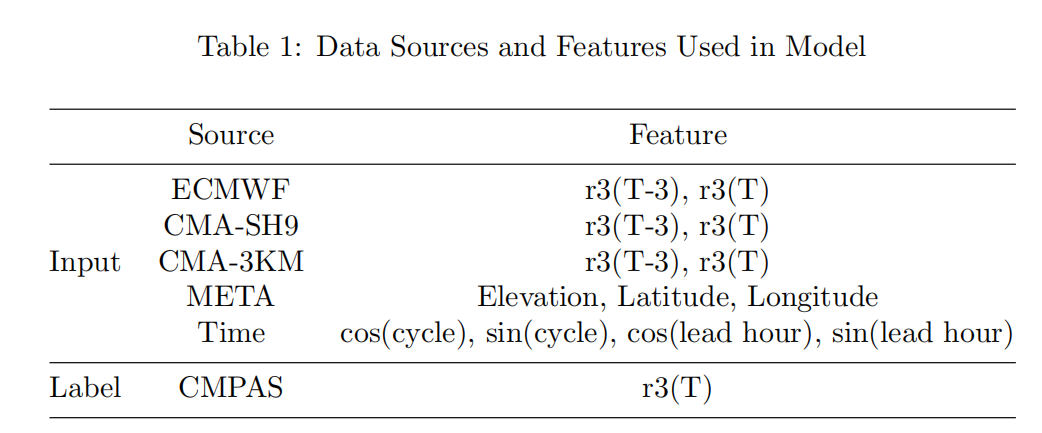 Table 1: Data Sources and Features Used in Model
Source Feature
ECMWF r3(T-3), r3(T)
CMA-SH9 r3(T-3), r3(T)
Input CMA-3KM r3(T-3), r3(T)
META Elevation, Latitude, Longitude
Time cos(cycle), sin(cycle), cos(lead hour), sin(lead hour)
Label CMPAS r3(T)